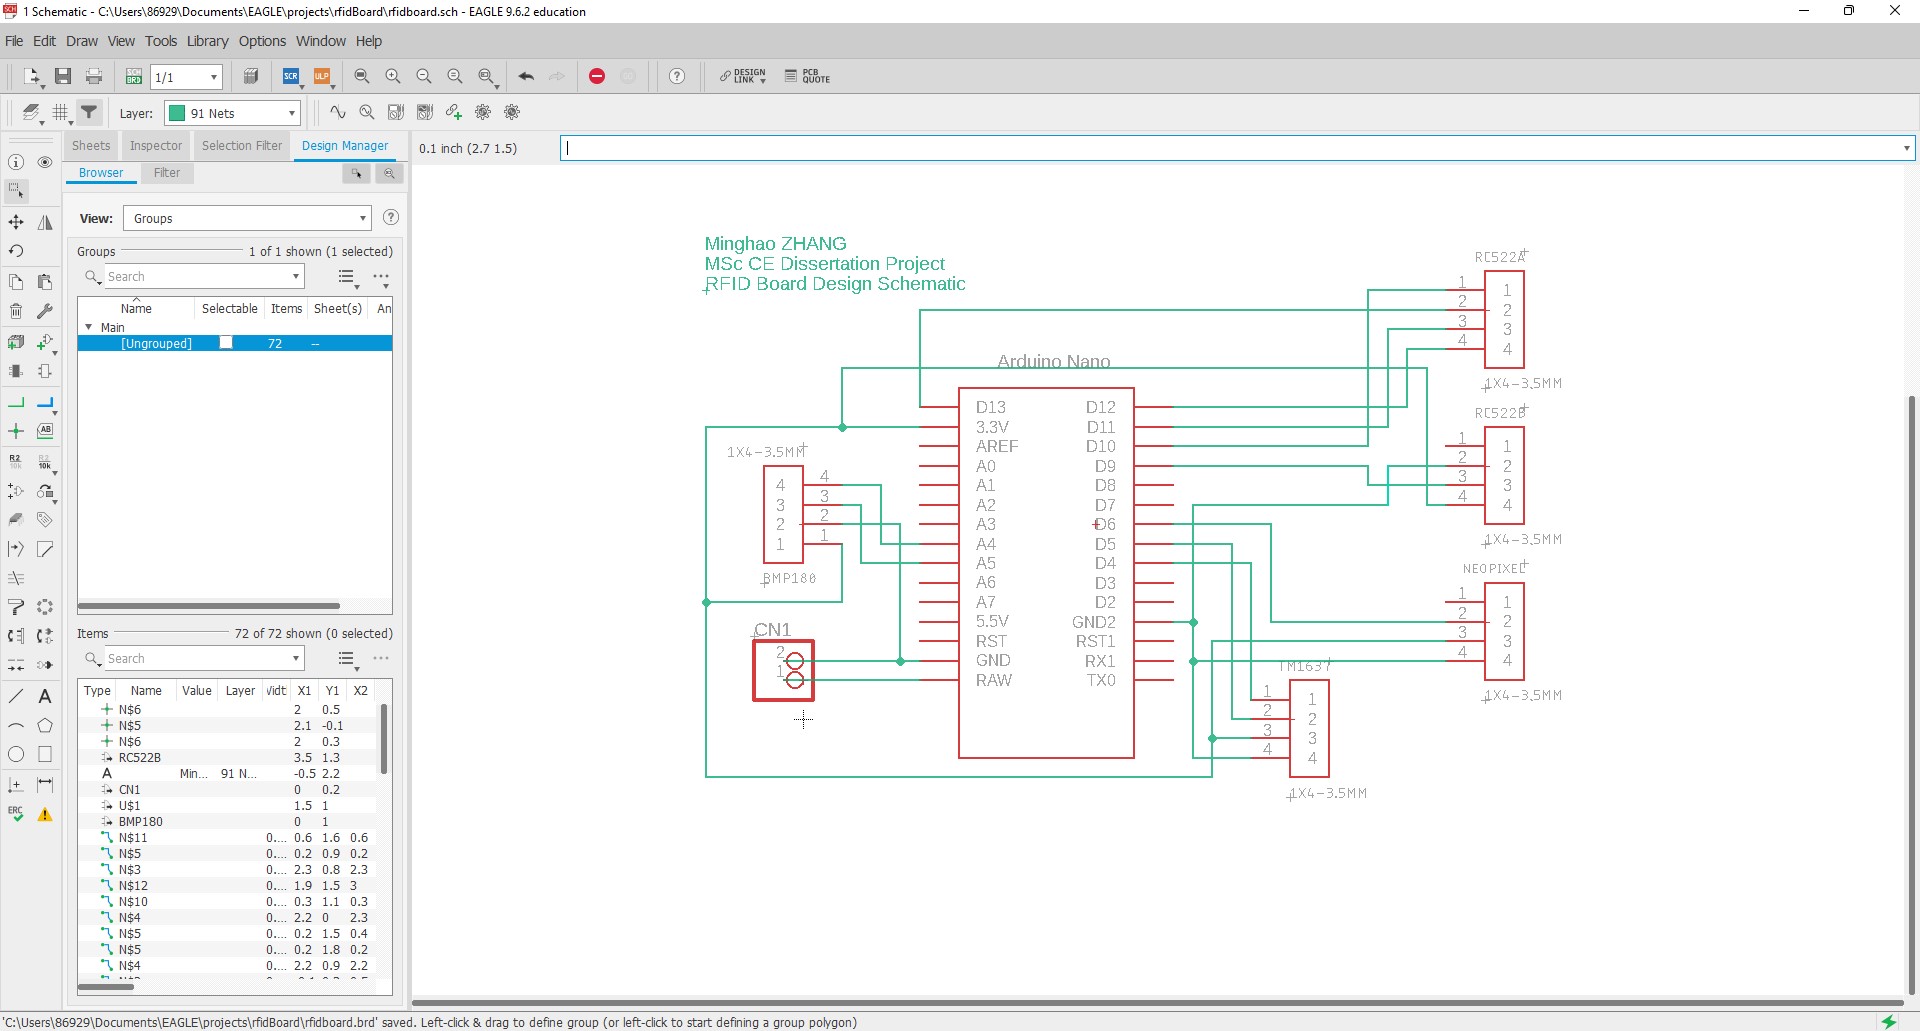 1 Schematic - C:\Users\86929\Documents\EAGLE\projects\rfidBoard\rfidboard.sch - EAGLE 9.6.2 education
File Edit Draw View Tools Library Options Window Help
SCH BRD 1/1 SCR ULP DESIGN LINK PCB QUOTE
Layer: 91 Nets
Sheets Inspector Selection Filter Design Manager
0.1 inch (2.7 1.5)
Browser Filter
View: Groups
Groups 1 of 1 shown (1 selected)
Search
Name Selectable Items Sheet(s) An
Main
[Ungrouped] 72 --
Items 72 of 72 shown (0 selected)
Search
Type Name Value Layer Vidt X1 Y1 X2
N$6 2 0.5
N$5 2.1 -0.1
N$6 2 0.3
RC522B 3.5 1.3
A Min... 91 N... -0.5 2.2
CN1 0 0.2
U$1 1.5 1
BMP180 0 1
N$11 0.... 0.6 1.6 0.6
N$5 0.... 0.2 0.9 0.2
N$3 0.... 2.3 0.8 2.3
N$12 0.... 1.9 1.5 3
N$10 0.... 0.3 1.1 0.3
N$4 0.... 2.2 0 2.3
N$5 0.... 0.2 1.5 0.4
N$5 0.... 0.2 1.8 0.2
N$4 0.... 2.2 0.9 2.2
R2 10k
R2 10k
ERC
Minghao ZHANG
MSc CE Dissertation Project
RFID Board Design Schematic
Arduino Nano
D13 D12
3.3V D11
AREF D10
A0 D9
A1 D8
A2 D7
A3 D6
A4 D5
A5 D4
A6 D3
A7 D2
5.5V GND2
RST RST1
GND RX1
RAW TX0
1X4-3.5MM
4 4
3 3
2 2
1 1
BMP180
CN1
2
1
RC522A
1 1
2 2
3 3
4 4
1X4-3.5MM
RC522B
1 1
2 2
3 3
4 4
1X4-3.5MM
NEOPIXEL
1 1
2 2
3 3
4 4
1X4-3.5MM
TM1637
1 1
2 2
3 3
4 4
1X4-3.5MM
'C:\Users\86929\Documents\EAGLE\projects\rfidBoard\rfidboard.brd' saved. Left-click & drag to define group (or left-click to start defining a group polygon)